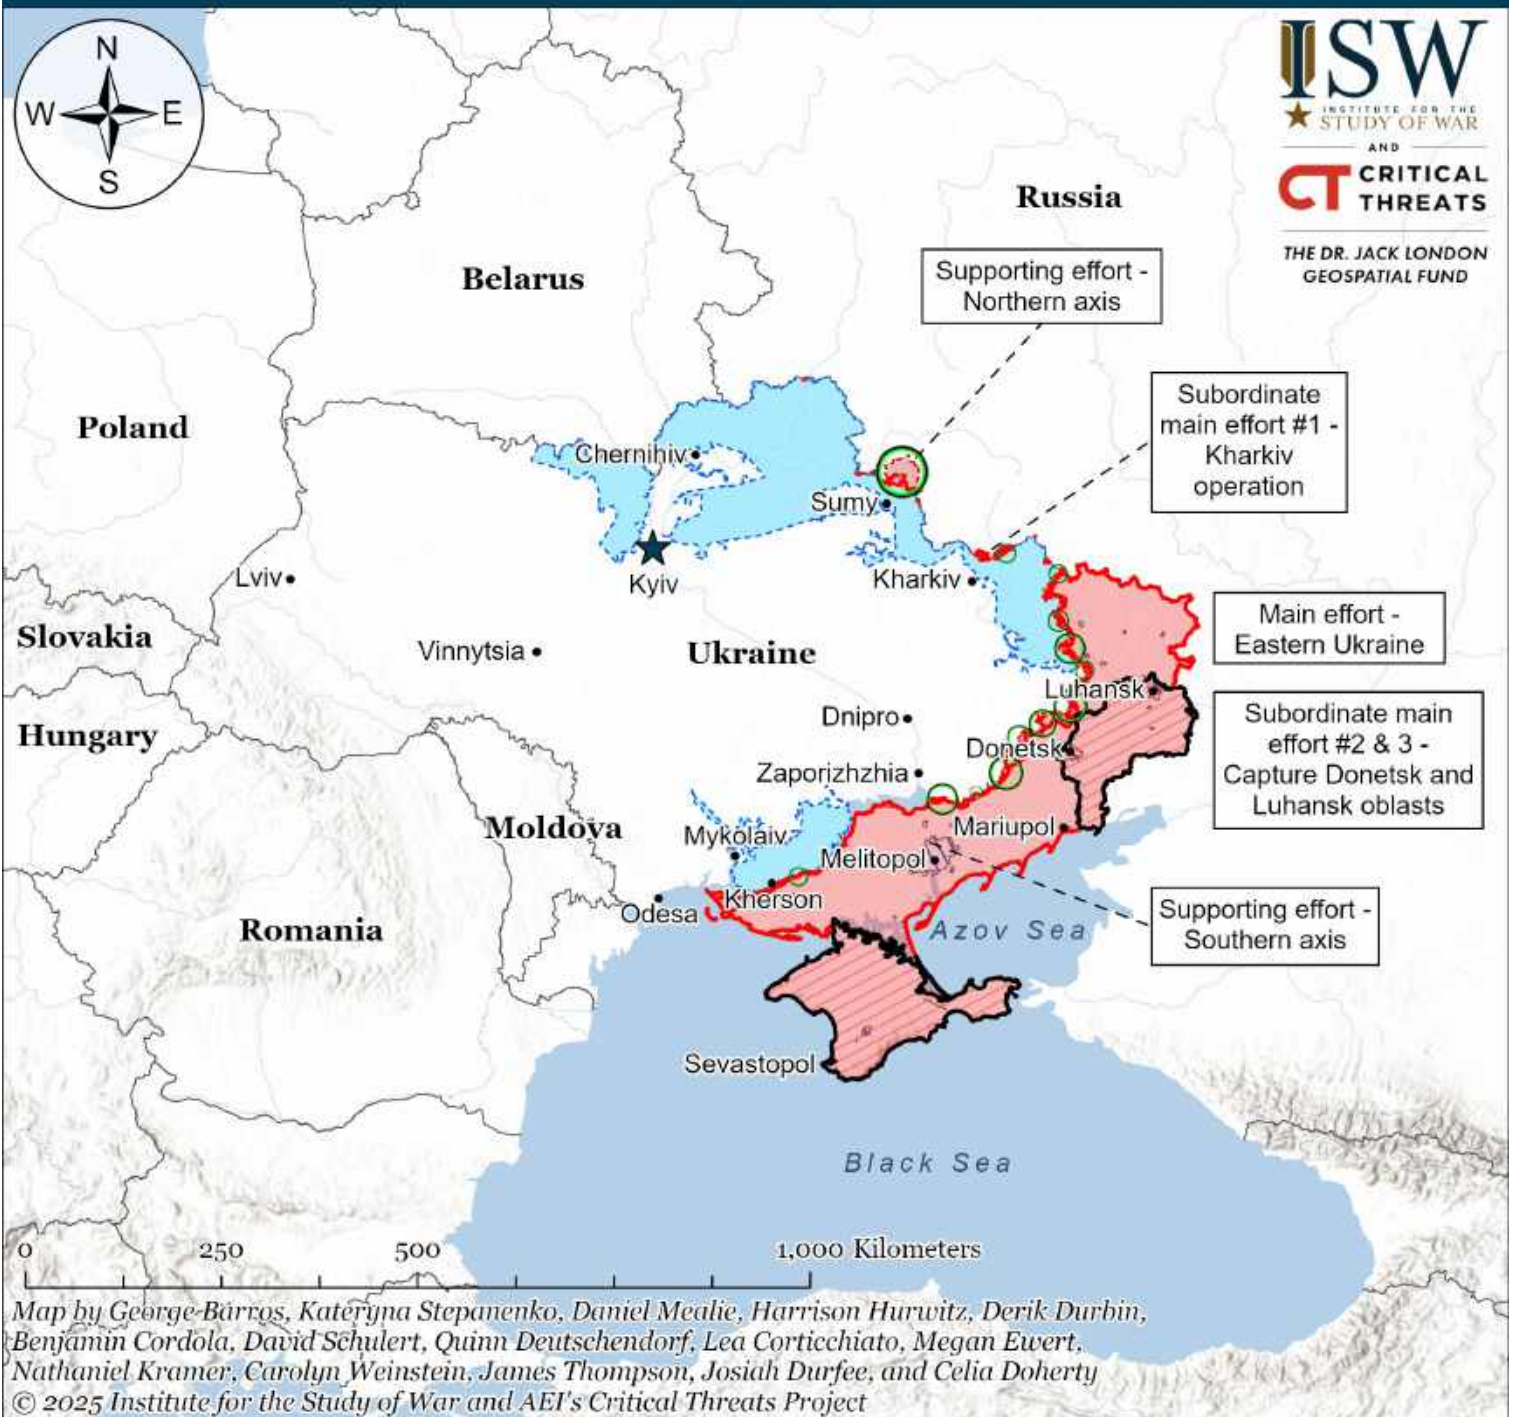 N
W E
S
ISW
INSTITUTE FOR THE
STUDY OF WAR
AND
CT CRITICAL
THREATS
THE DR. JACK LONDON
GEOSPATIAL FUND
Russia
Supporting effort -
Northern axis
Belarus
Subordinate
main effort #1 -
Kharkiv
operation
Poland
Chernihiv
Sumy
Kyiv
Lviv
Kharkiv
Main effort -
Eastern Ukraine
Slovakia
Vinnytsia
Ukraine
Luhansk
Subordinate main
effort #2 & 3 -
Capture Donetsk and
Luhansk oblasts
Hungary
Dnipro
Donetsk
Zaporizhzhia
Moldova
Mykolaiv
Mariupol
Melitopol
Kherson
Odesa
Supporting effort -
Southern axis
Romania
Azov Sea
Sevastopol
Black Sea
0 250 500 1,000 Kilometers
Map by George Barros, Kateryna Stepanenko, Daniel Mealie, Harrison Hurwitz, Derik Durbin,
Benjamin Cordola, David Schulert, Quinn Deutschendorf, Lea Corticchiato, Megan Ewert,
Nathaniel Kramer, Carolyn Weinstein, James Thompson, Josiah Durfee, and Celia Doherty
© 2025 Institute for the Study of War and AEI's Critical Threats Project